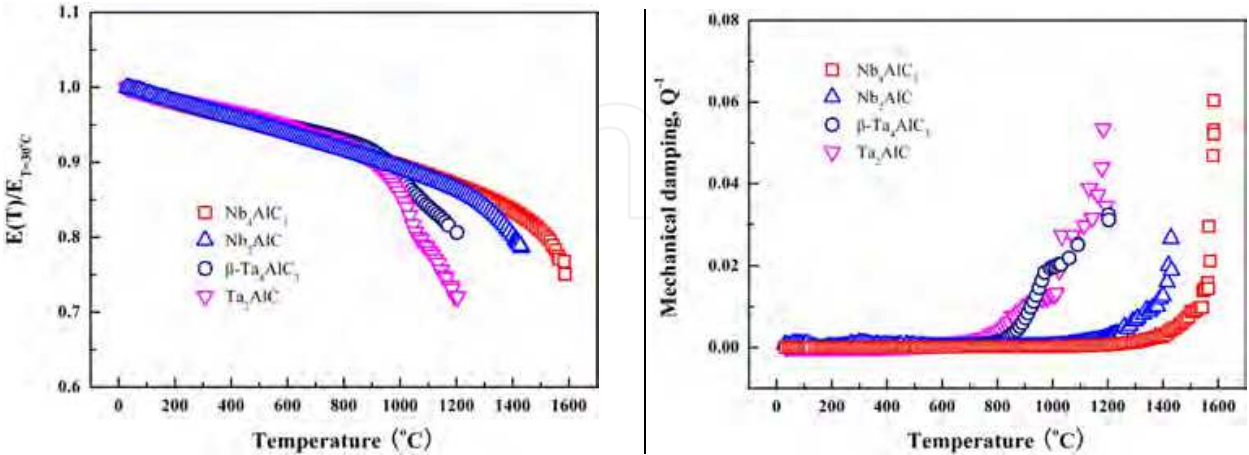 1.1
1.0
0.9
0.8
0.7
0.6
E(T)/E_{T=30°C}
Nb₄AlC₃
Nb₂AlC
β-Ta₄AlC₃
Ta₂AlC
0 200 400 600 800 1000 1200 1400 1600
Temperature (°C)
0.08
0.06
0.04
0.02
0.00
Mechanical damping, Q⁻¹
Nb₄AlC₃
Nb₂AlC
β-Ta₄AlC₃
Ta₂AlC
0 200 400 600 800 1000 1200 1400 1600
Temperature (°C)